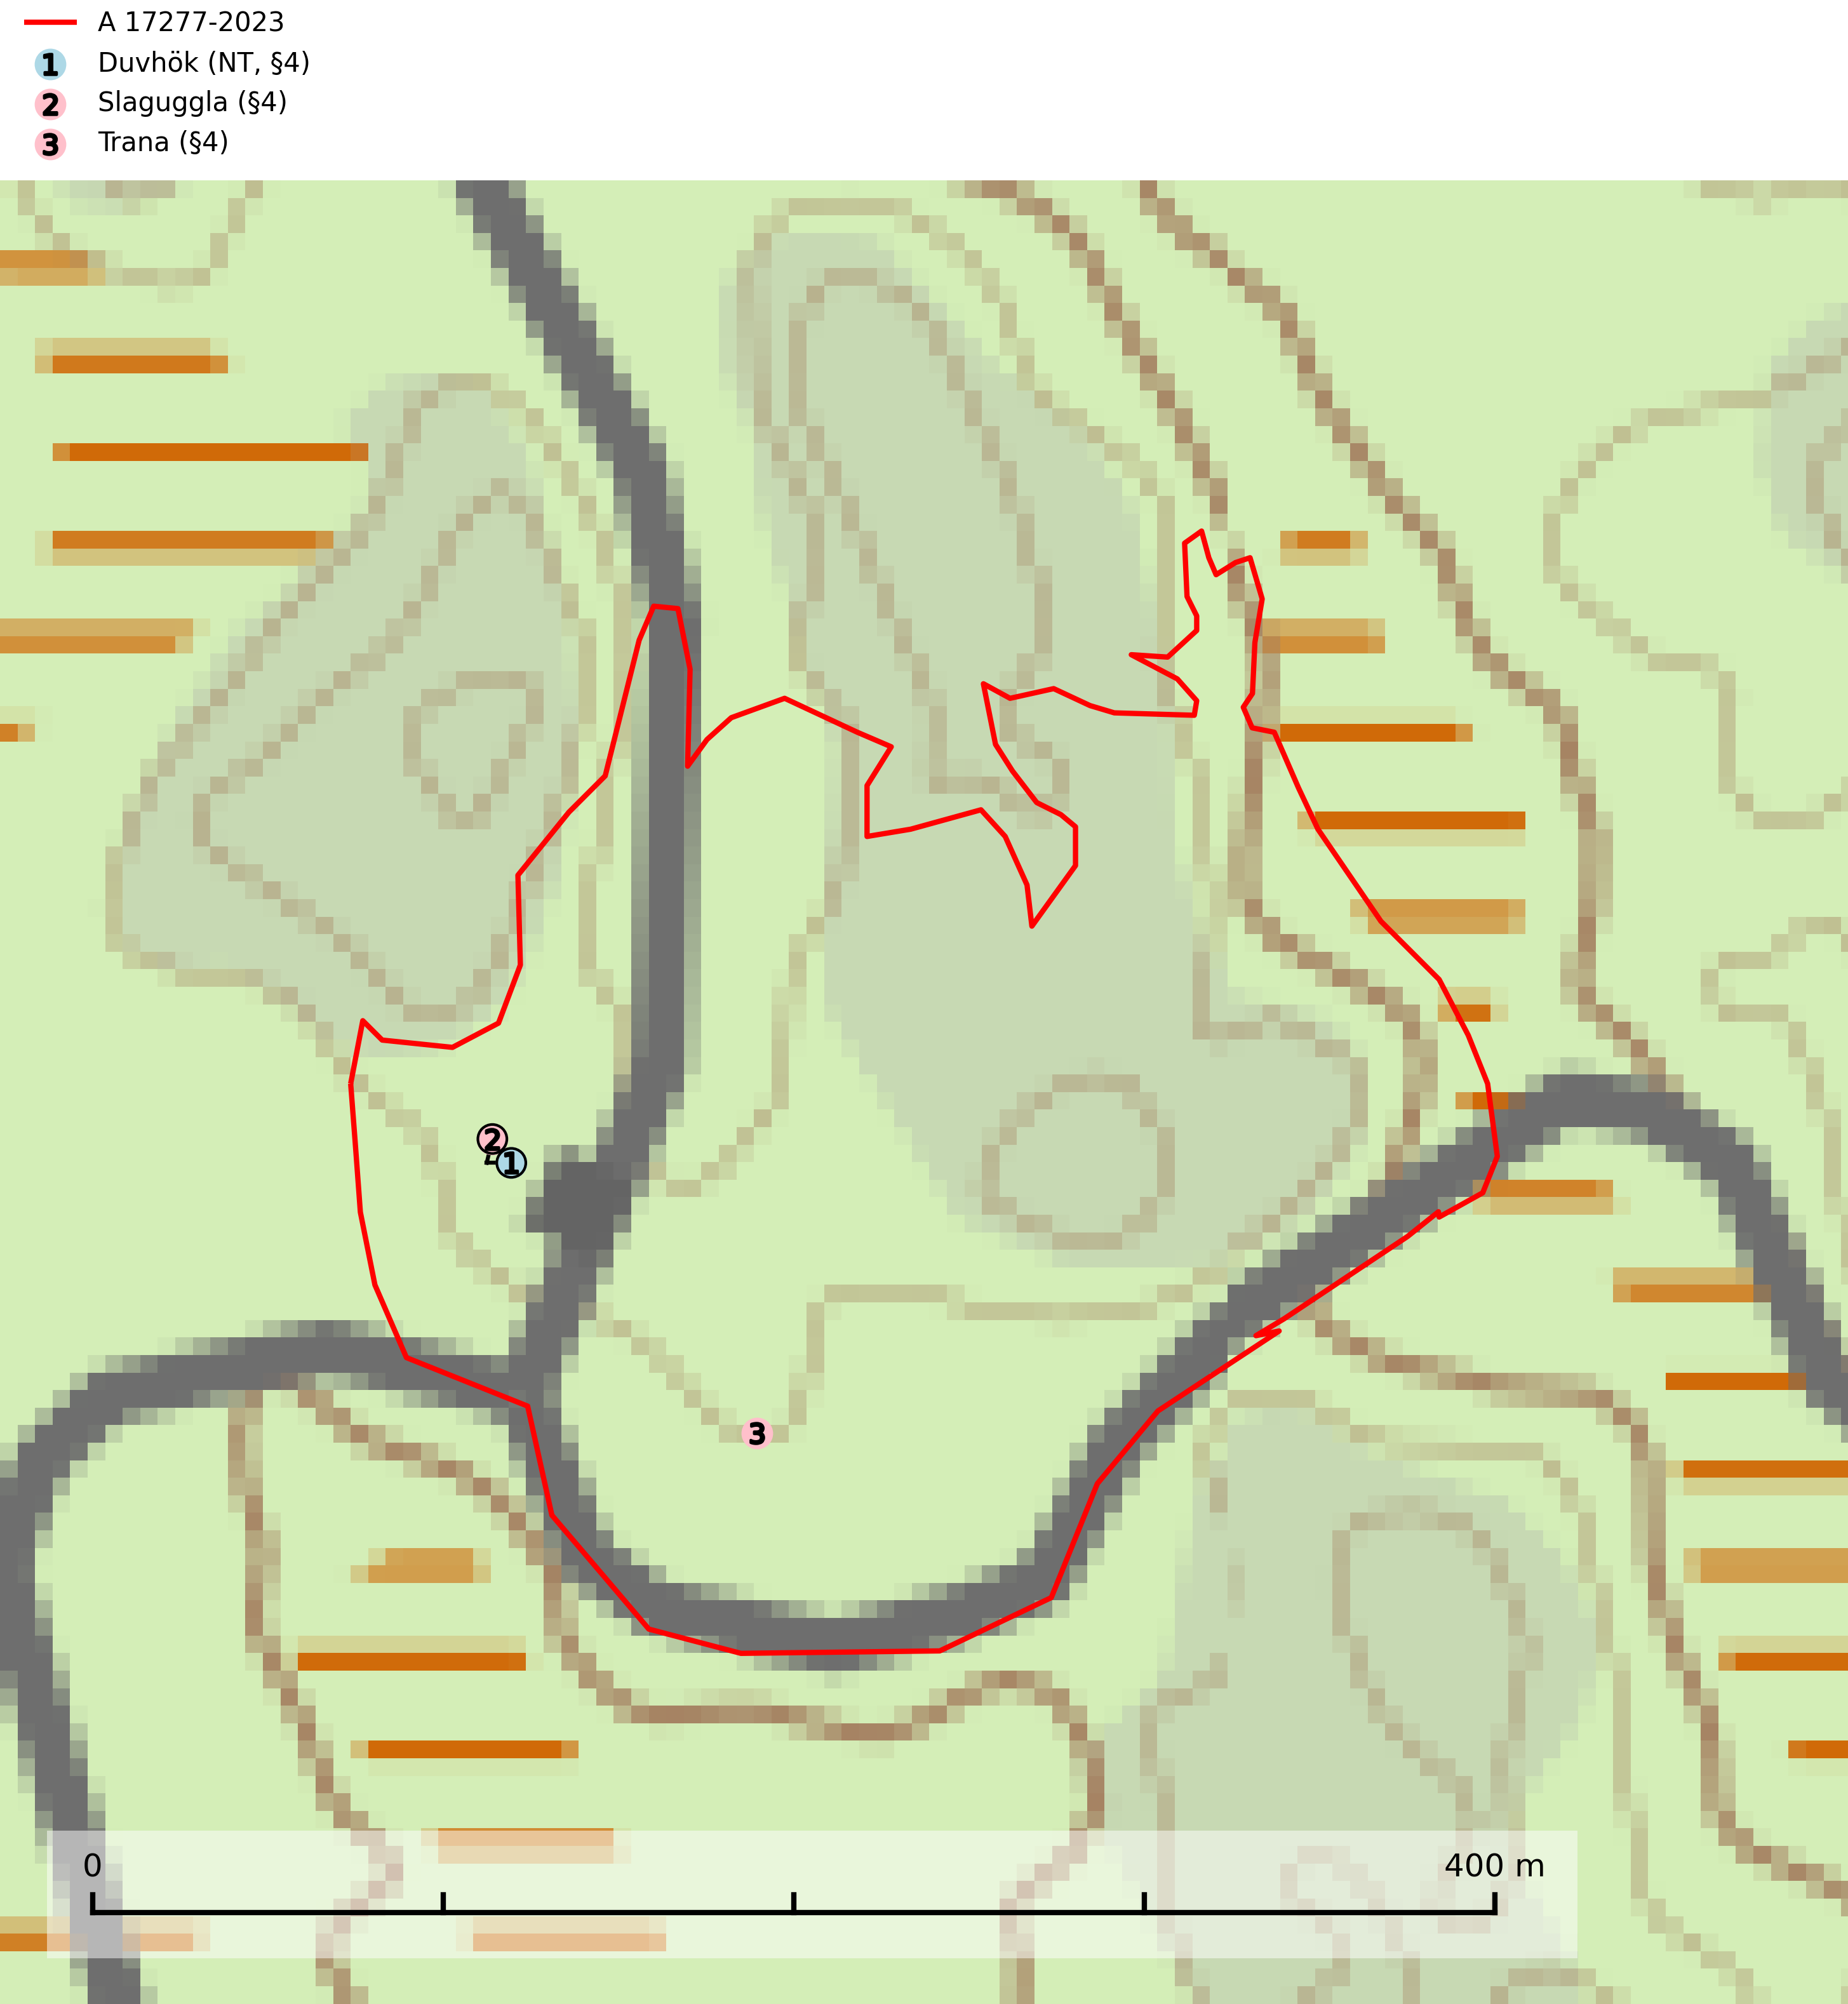 A 17277-2023
1 Duvhök (NT, §4)
2 Slaguggla (§4)
3 Trana (§4)
2
1
3
0 400 m